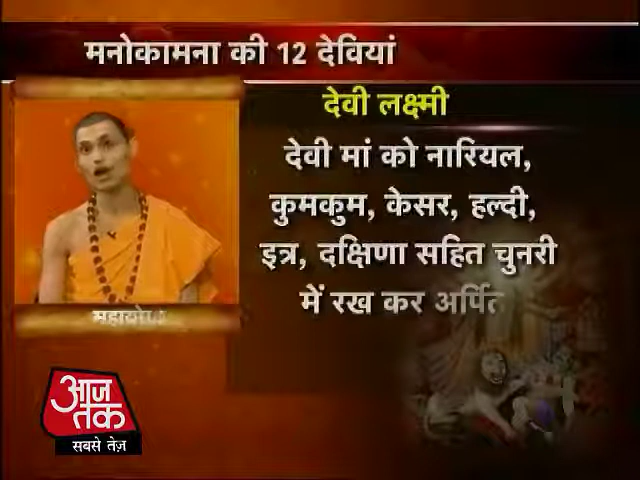 मनोकामना की 12 देवियां
देवी लक्ष्मी
देवी मां को नारियल,
कुमकुम, केसर, हल्दी,
इत्र, दक्षिणा सहित चुनरी
में रख कर अर्पित
आज
तक
सबसे तेज़